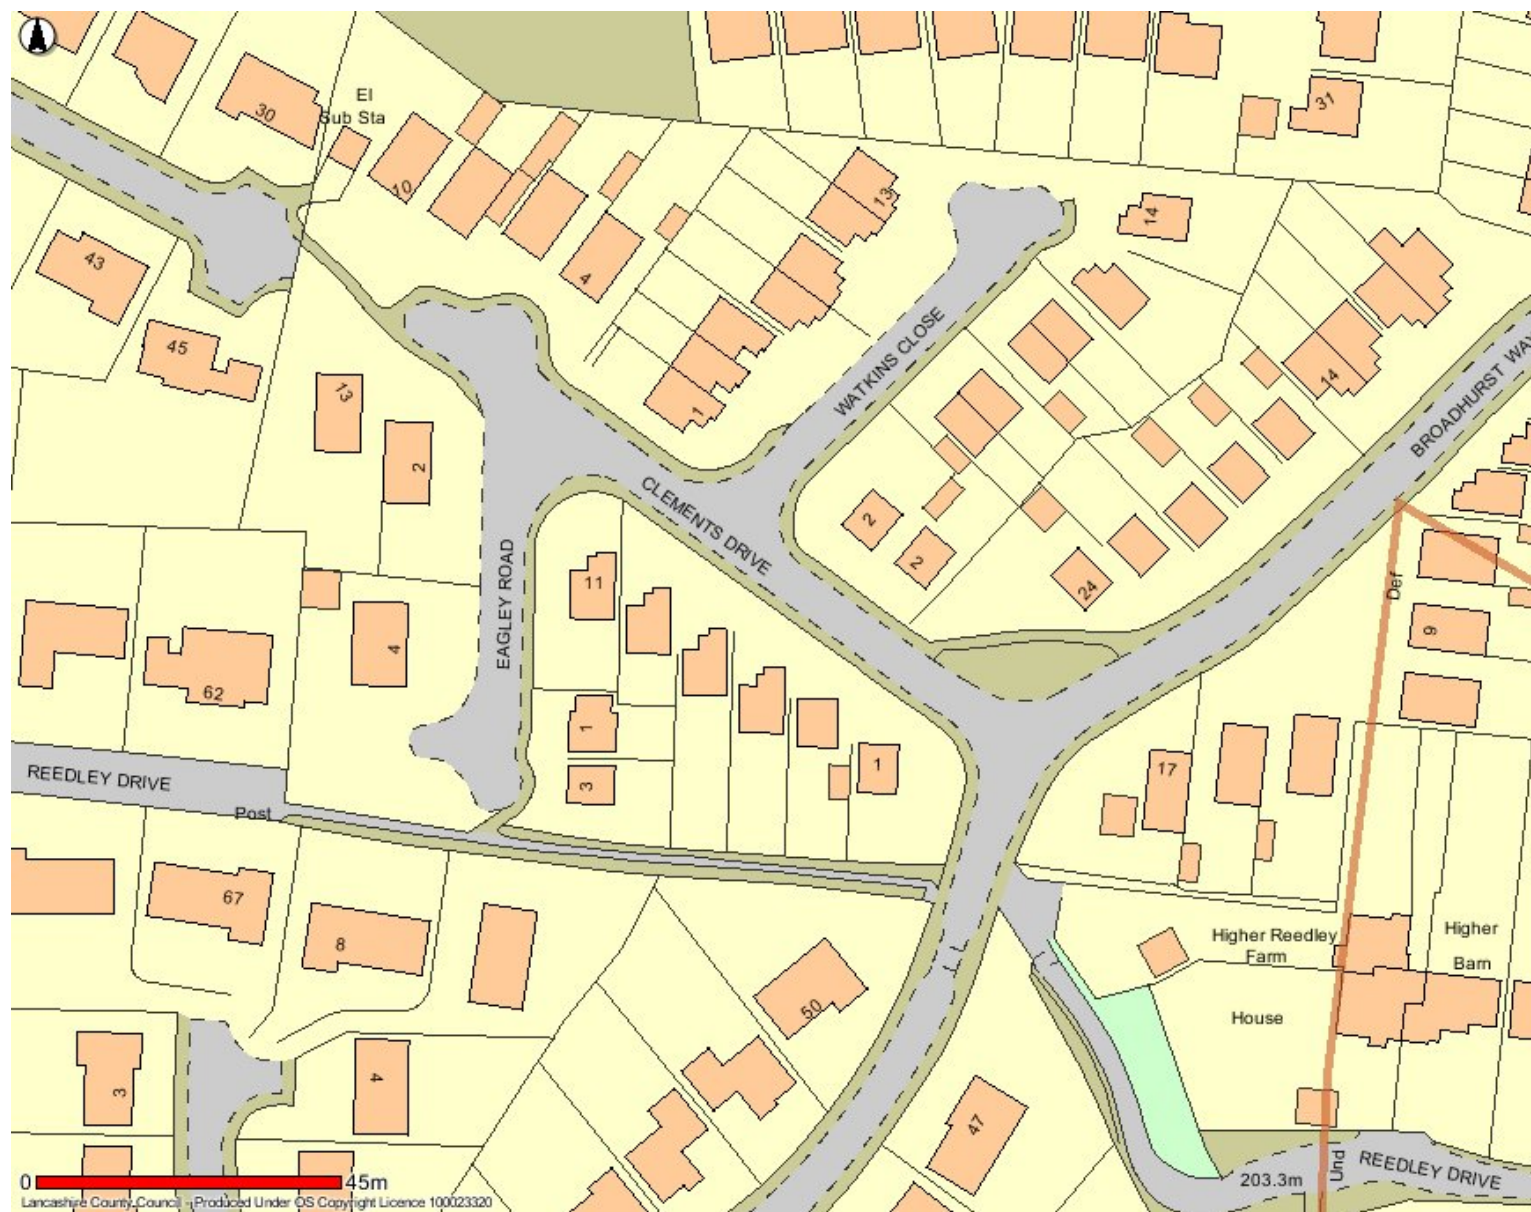 31
El
Sub Sta
30
10
13
14
4
43
45
13
WATKINS CLOSE
14
BROADHURST WAY
1
2
CLEMENTS DRIVE
2
2
EAGLEY ROAD
11
24
Def
9
4
62
1
1
17
REEDLEY DRIVE
3
Post
67
8
Higher Reedley
Farm
Higher
Barn
50
House
3
4
47
0
45m
203.3m
Und
REEDLEY DRIVE
Lancashire County Council - Produced Under OS Copyright Licence 100023320